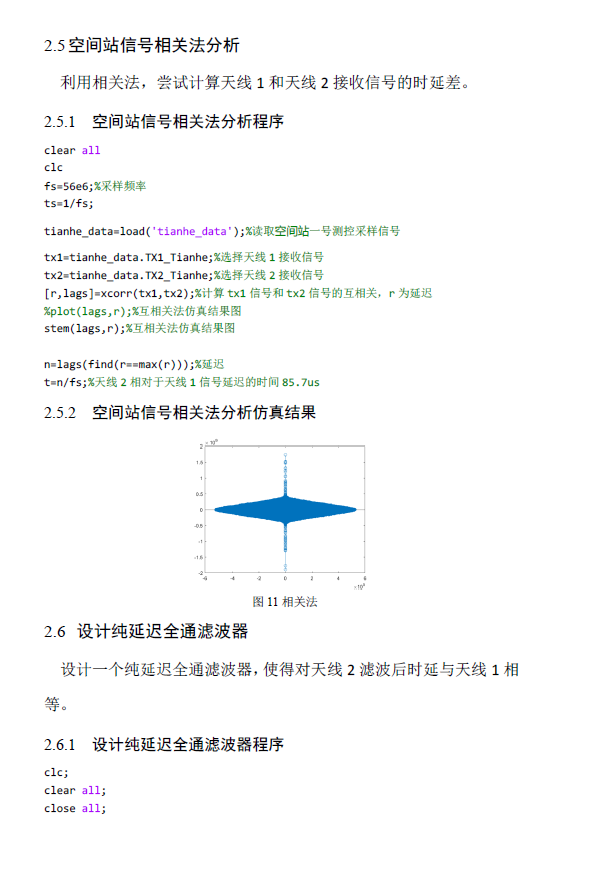 2.5 空间站信号相关法分析
利用相关法，尝试计算天线 1 和天线 2 接收信号的时延差。
2.5.1 空间站信号相关法分析程序
clear all
clc
fs=56e6;%采样频率
ts=1/fs;
tianhe_data=load('tianhe_data');%读取空间站一号测控采样信号
tx1=tianhe_data.TX1_Tianhe;%选择天线 1 接收信号
tx2=tianhe_data.TX2_Tianhe;%选择天线 2 接收信号
[r,lags]=xcorr(tx1,tx2);%计算 tx1 信号和 tx2 信号的互相关，r 为延迟
%plot(lags,r);%互相关法仿真结果图
stem(lags,r);%互相关法仿真结果图
n=lags(find(r==max(r)));%延迟
t=n/fs;%天线 2 相对于天线 1 信号延迟的时间 85.7us
2.5.2 空间站信号相关法分析仿真结果
2
1.5
1
0.5
0
-0.5
-1
-1.5
-2
-6 -4 -2 0 2 4 6
图 11 相关法
2.6 设计纯延迟全通滤波器
设计一个纯延迟全通滤波器，使得对天线 2 滤波后时延与天线 1 相
等。
2.6.1 设计纯延迟全通滤波器程序
clc;
clear all;
close all;